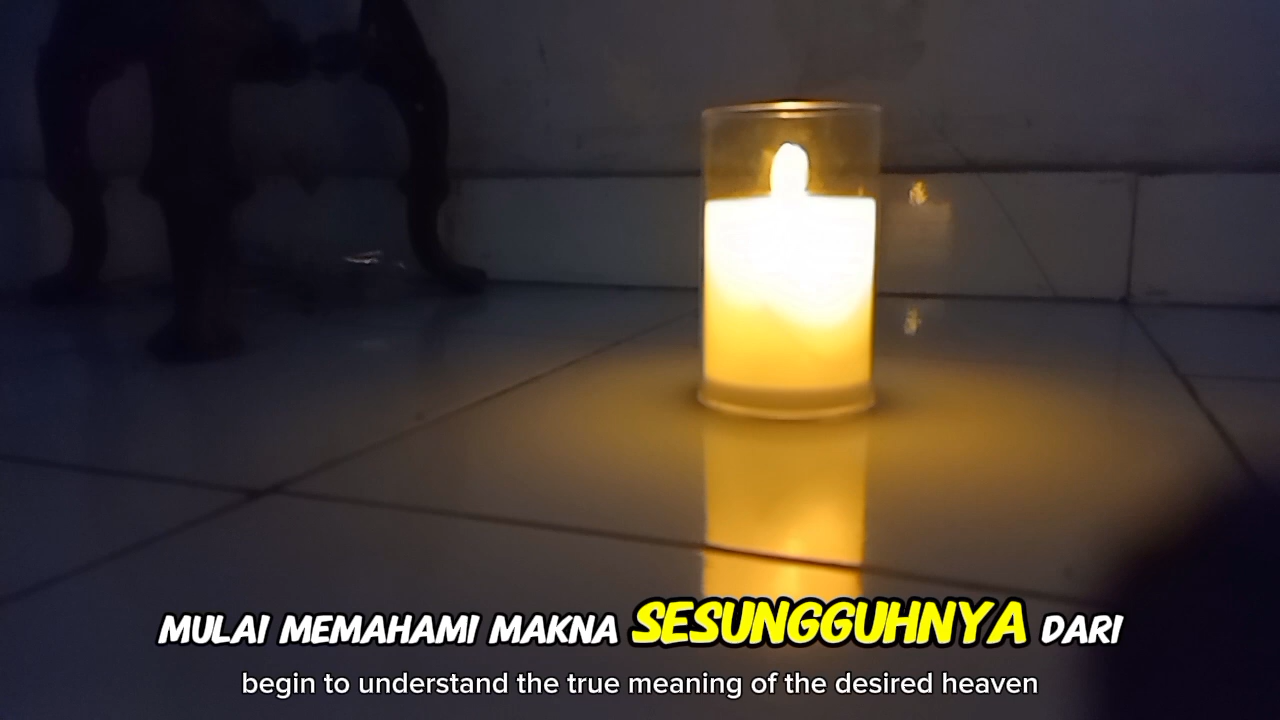 MULAI MEMAHAMI MAKNA SESUNGGUHNYA DARI
begin to understand the true meaning of the desired heaven